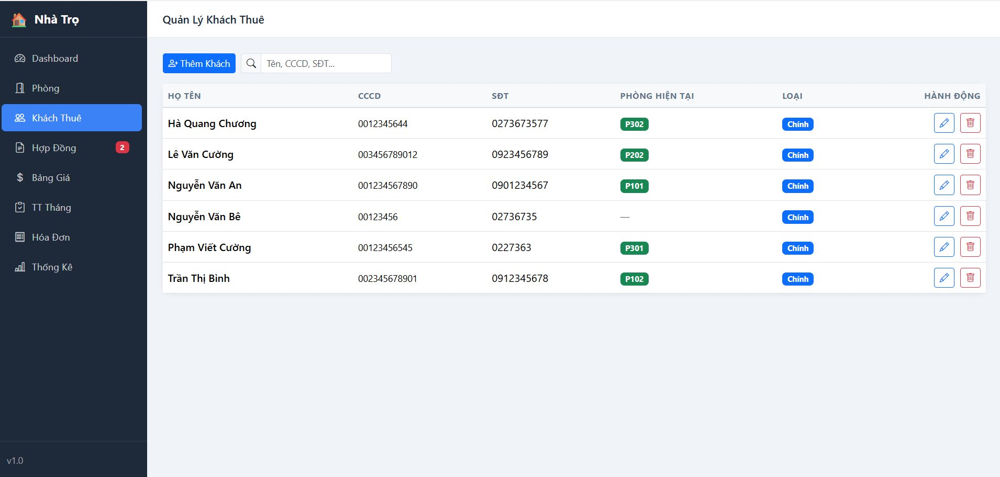 Nhà Trọ
Quản Lý Khách Thuê
Dashboard
Phòng
Khách Thuê
Hợp Đồng 2
Bảng Giá
TT Tháng
Hóa Đơn
Thống Kê
v1.0
Thêm Khách
Tên, CCCD, SĐT...
HỌ TÊN CCCD SĐT PHÒNG HIỆN TẠI LOẠI HÀNH ĐỘNG
Hà Quang Chương 0012345644 0273673577 P302 Chính
Lê Văn Cường 003456789012 0923456789 P202 Chính
Nguyễn Văn An 001234567890 0901234567 P101 Chính
Nguyễn Văn Bê 00123456 02736735 — Chính
Phạm Viết Cường 00123456545 0227363 P301 Chính
Trần Thị Bình 002345678901 0912345678 P102 Chính